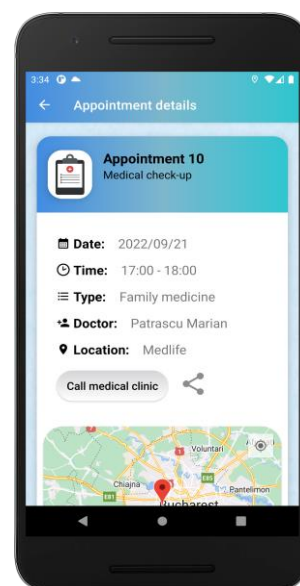 3:34
Appointment details
Appointment 10
Medical check-up
Date: 2022/09/21
Time: 17:00 - 18:00
Type: Family medicine
Doctor: Patrascu Marian
Location: Medlife
Call medical clinic
Voluntari
Chiajna
E81
Pantelimon
Bucharest